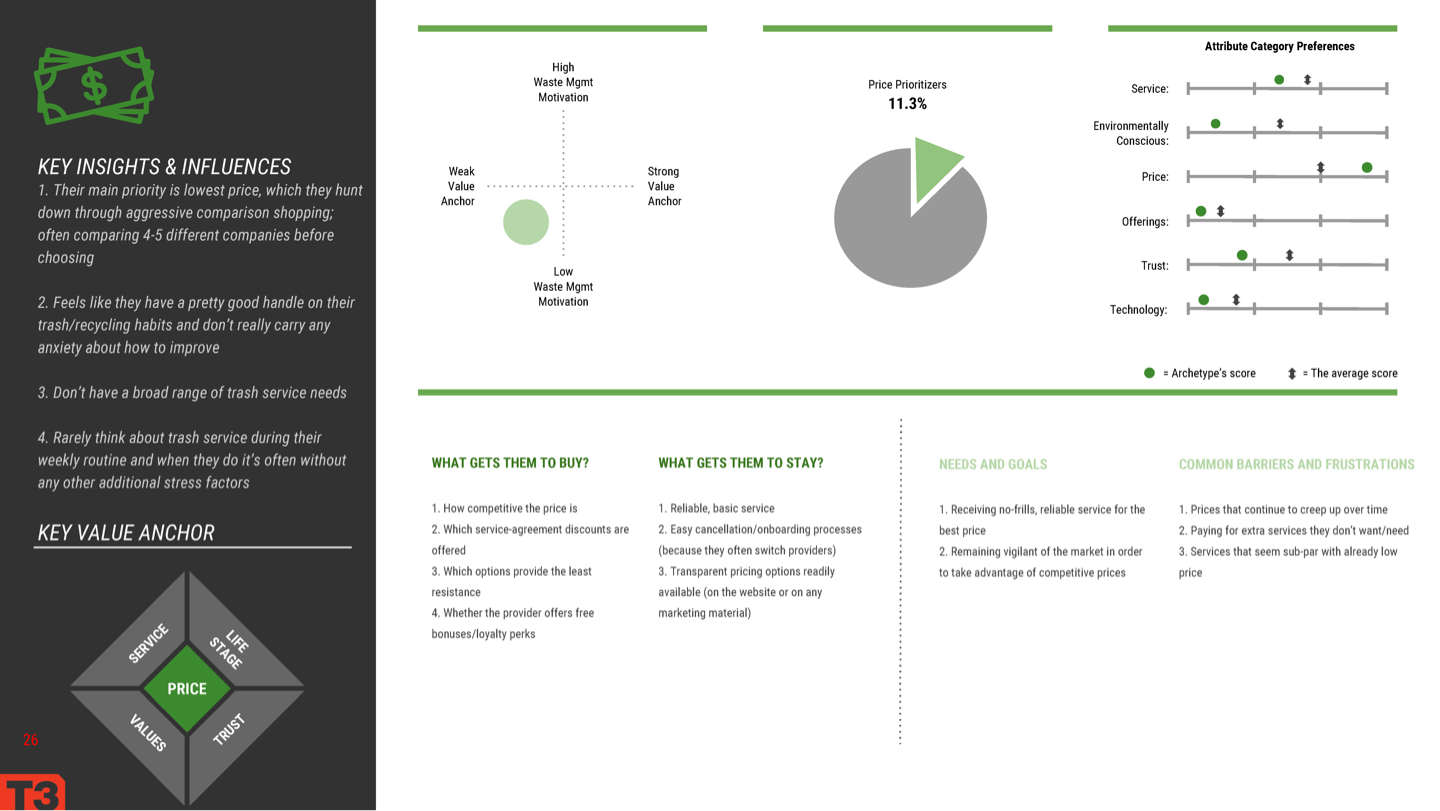 $
KEY INSIGHTS & INFLUENCES
1. Their main priority is lowest price, which they hunt
down through aggressive comparison shopping;
often comparing 4-5 different companies before
choosing
2. Feels like they have a pretty good handle on their
trash/recycling habits and don’t really carry any
anxiety about how to improve
3. Don’t have a broad range of trash service needs
4. Rarely think about trash service during their
weekly routine and when they do it’s often without
any other additional stress factors
KEY VALUE ANCHOR
SERVICE
LIFE
STAGE
PRICE
VALUES
TRUST
26
T3
High
Waste Mgmt
Motivation
Weak
Value
Anchor
Strong
Value
Anchor
Low
Waste Mgmt
Motivation
Price Prioritizers
11.3%
Attribute Category Preferences
Service:
Environmentally
Conscious:
Price:
Offerings:
Trust:
Technology:
= Archetype’s score
= The average score
WHAT GETS THEM TO BUY?
1. How competitive the price is
2. Which service-agreement discounts are
offered
3. Which options provide the least
resistance
4. Whether the provider offers free
bonuses/loyalty perks
WHAT GETS THEM TO STAY?
1. Reliable, basic service
2. Easy cancellation/onboarding processes
(because they often switch providers)
3. Transparent pricing options readily
available (on the website or on any
marketing material)
NEEDS AND GOALS
1. Receiving no-frills, reliable service for the
best price
2. Remaining vigilant of the market in order
to take advantage of competitive prices
COMMON BARRIERS AND FRUSTRATIONS
1. Prices that continue to creep up over time
2. Paying for extra services they don’t want/need
3. Services that seem sub-par with already low
price